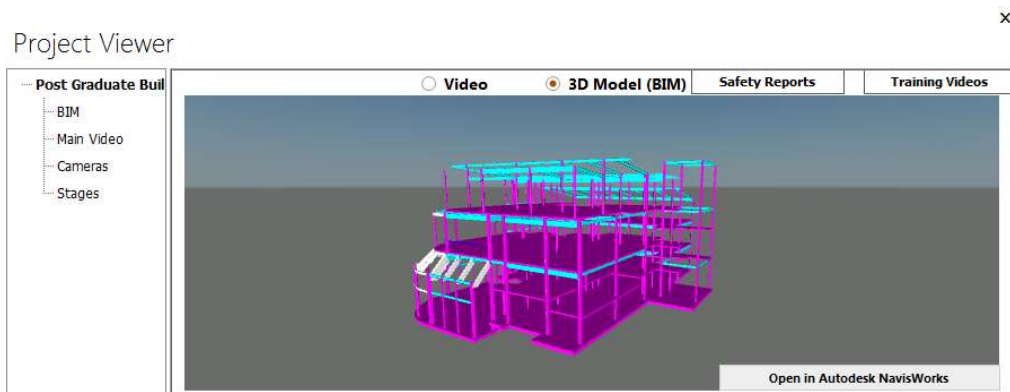 Project Viewer
Post Graduate Buil
BIM
Main Video
Cameras
Stages
Video
3D Model (BIM)
Safety Reports
Training Videos
Open in Autodesk NavisWorks